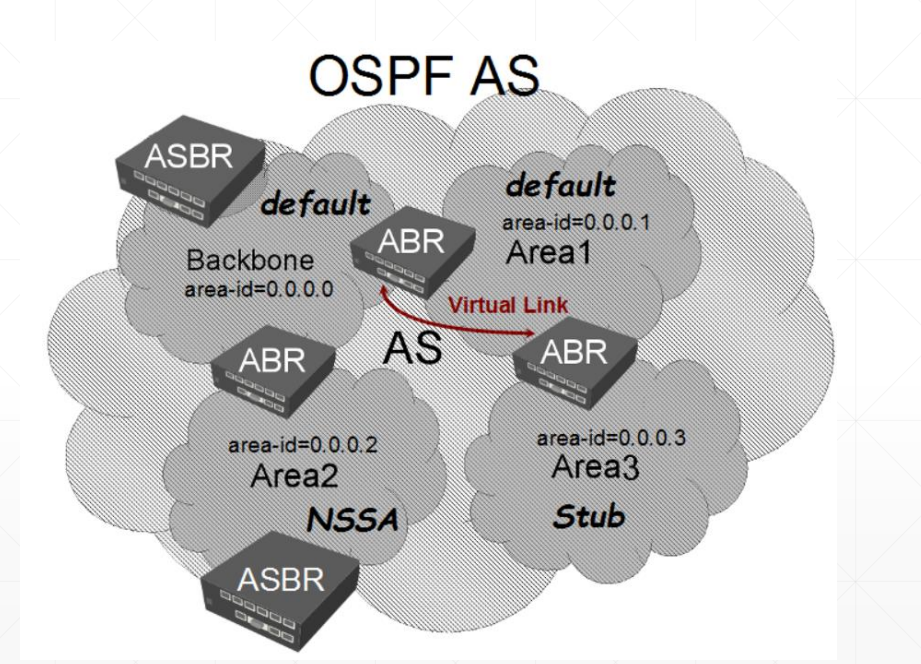 OSPF AS
ASBR
default
Backbone
area-id=0.0.0.0
ABR
default
area-id=0.0.0.1
Area1
Virtual Link
AS
ABR
ABR
area-id=0.0.0.2
Area2
NSSA
area-id=0.0.0.3
Area3
Stub
ASBR